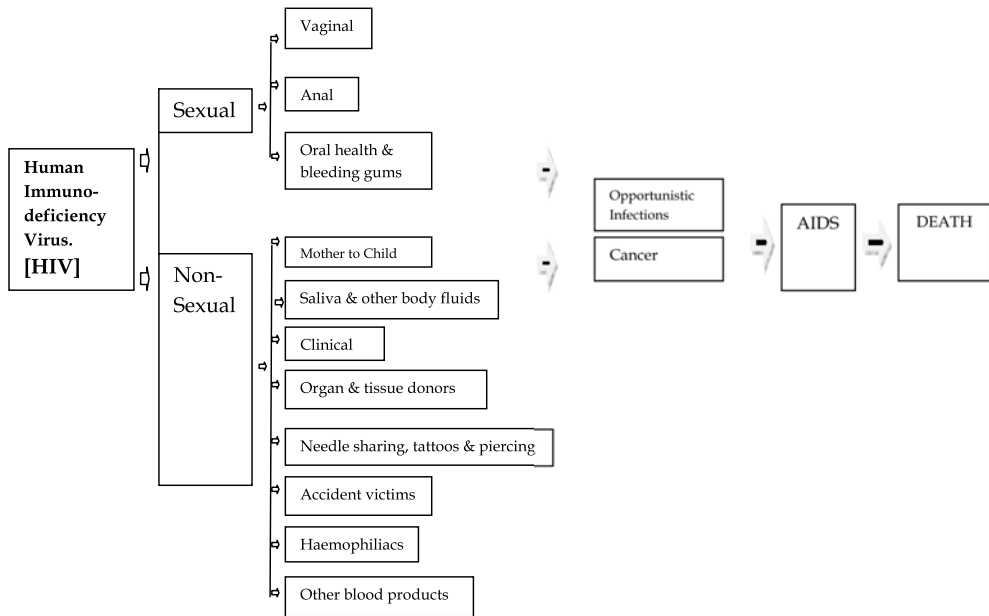 Human
Immuno-
deficiency
Virus.
[HIV]
Sexual
Vaginal
Anal
Oral health &
bleeding gums
Non-
Sexual
Mother to Child
Saliva & other body fluids
Clinical
Organ & tissue donors
Needle sharing, tattoos & piercing
Accident victims
Haemophiliacs
Other blood products
Opportunistic
Infections
Cancer
AIDS
DEATH